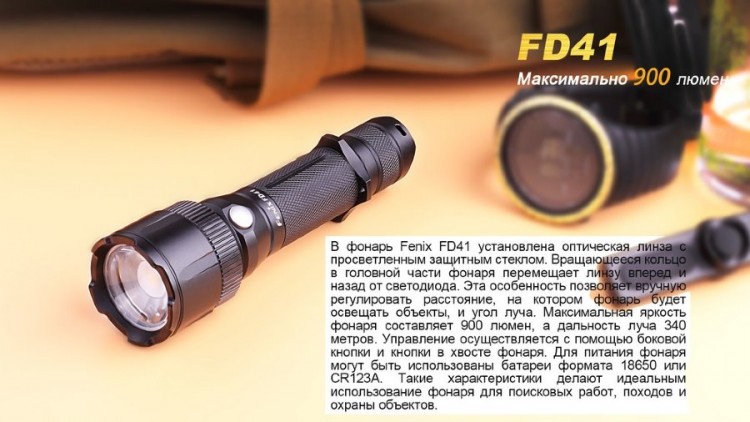 FD41
Максимально 900 люмен
Fenix FD41
В фонарь Fenix FD41 установлена оптическая линза с
просветленным защитным стеклом. Вращающееся кольцо
в головной части фонаря перемещает линзу вперед и
назад от светодиода. Эта особенность позволяет вручную
регулировать расстояние, на котором фонарь будет
освещать объекты, и угол луча. Максимальная яркость
фонаря составляет 900 люмен, а дальность луча 340
метров. Управление осуществляется с помощью боковой
кнопки и кнопки в хвосте фонаря. Для питания фонаря
могут быть использованы батареи формата 18650 или
CR123A. Такие характеристики делают идеальным
использование фонаря для поисковых работ, походов и
охраны объектов.